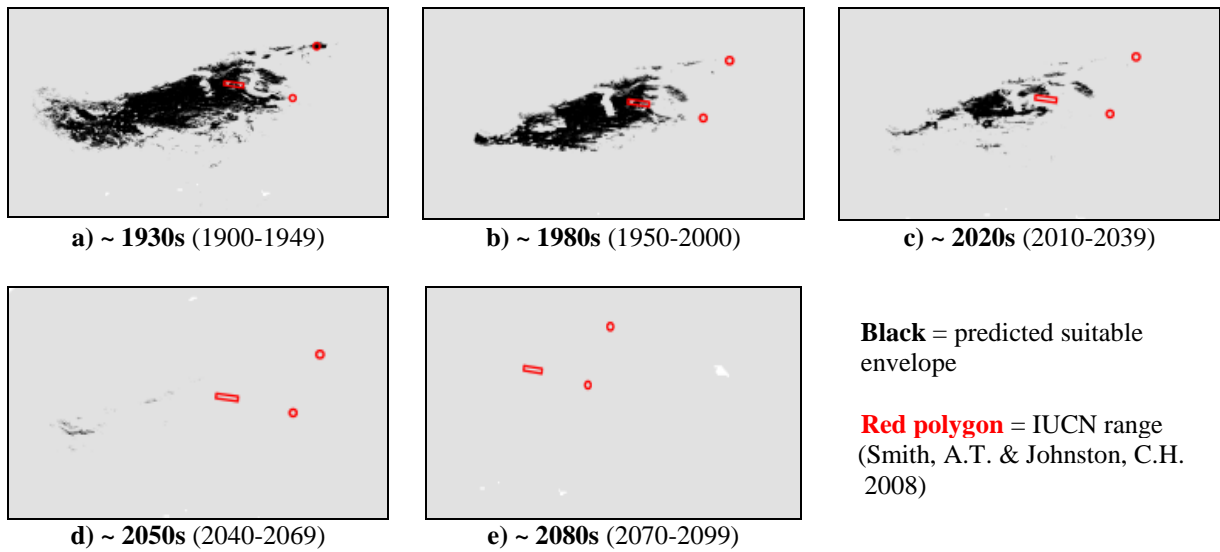 a) ~ 1930s (1900-1949)
b) ~ 1980s (1950-2000)
c) ~ 2020s (2010-2039)
d) ~ 2050s (2040-2069)
e) ~ 2080s (2070-2099)
Black = predicted suitable
envelope
Red polygon = IUCN range
(Smith, A.T. & Johnston, C.H.
2008)